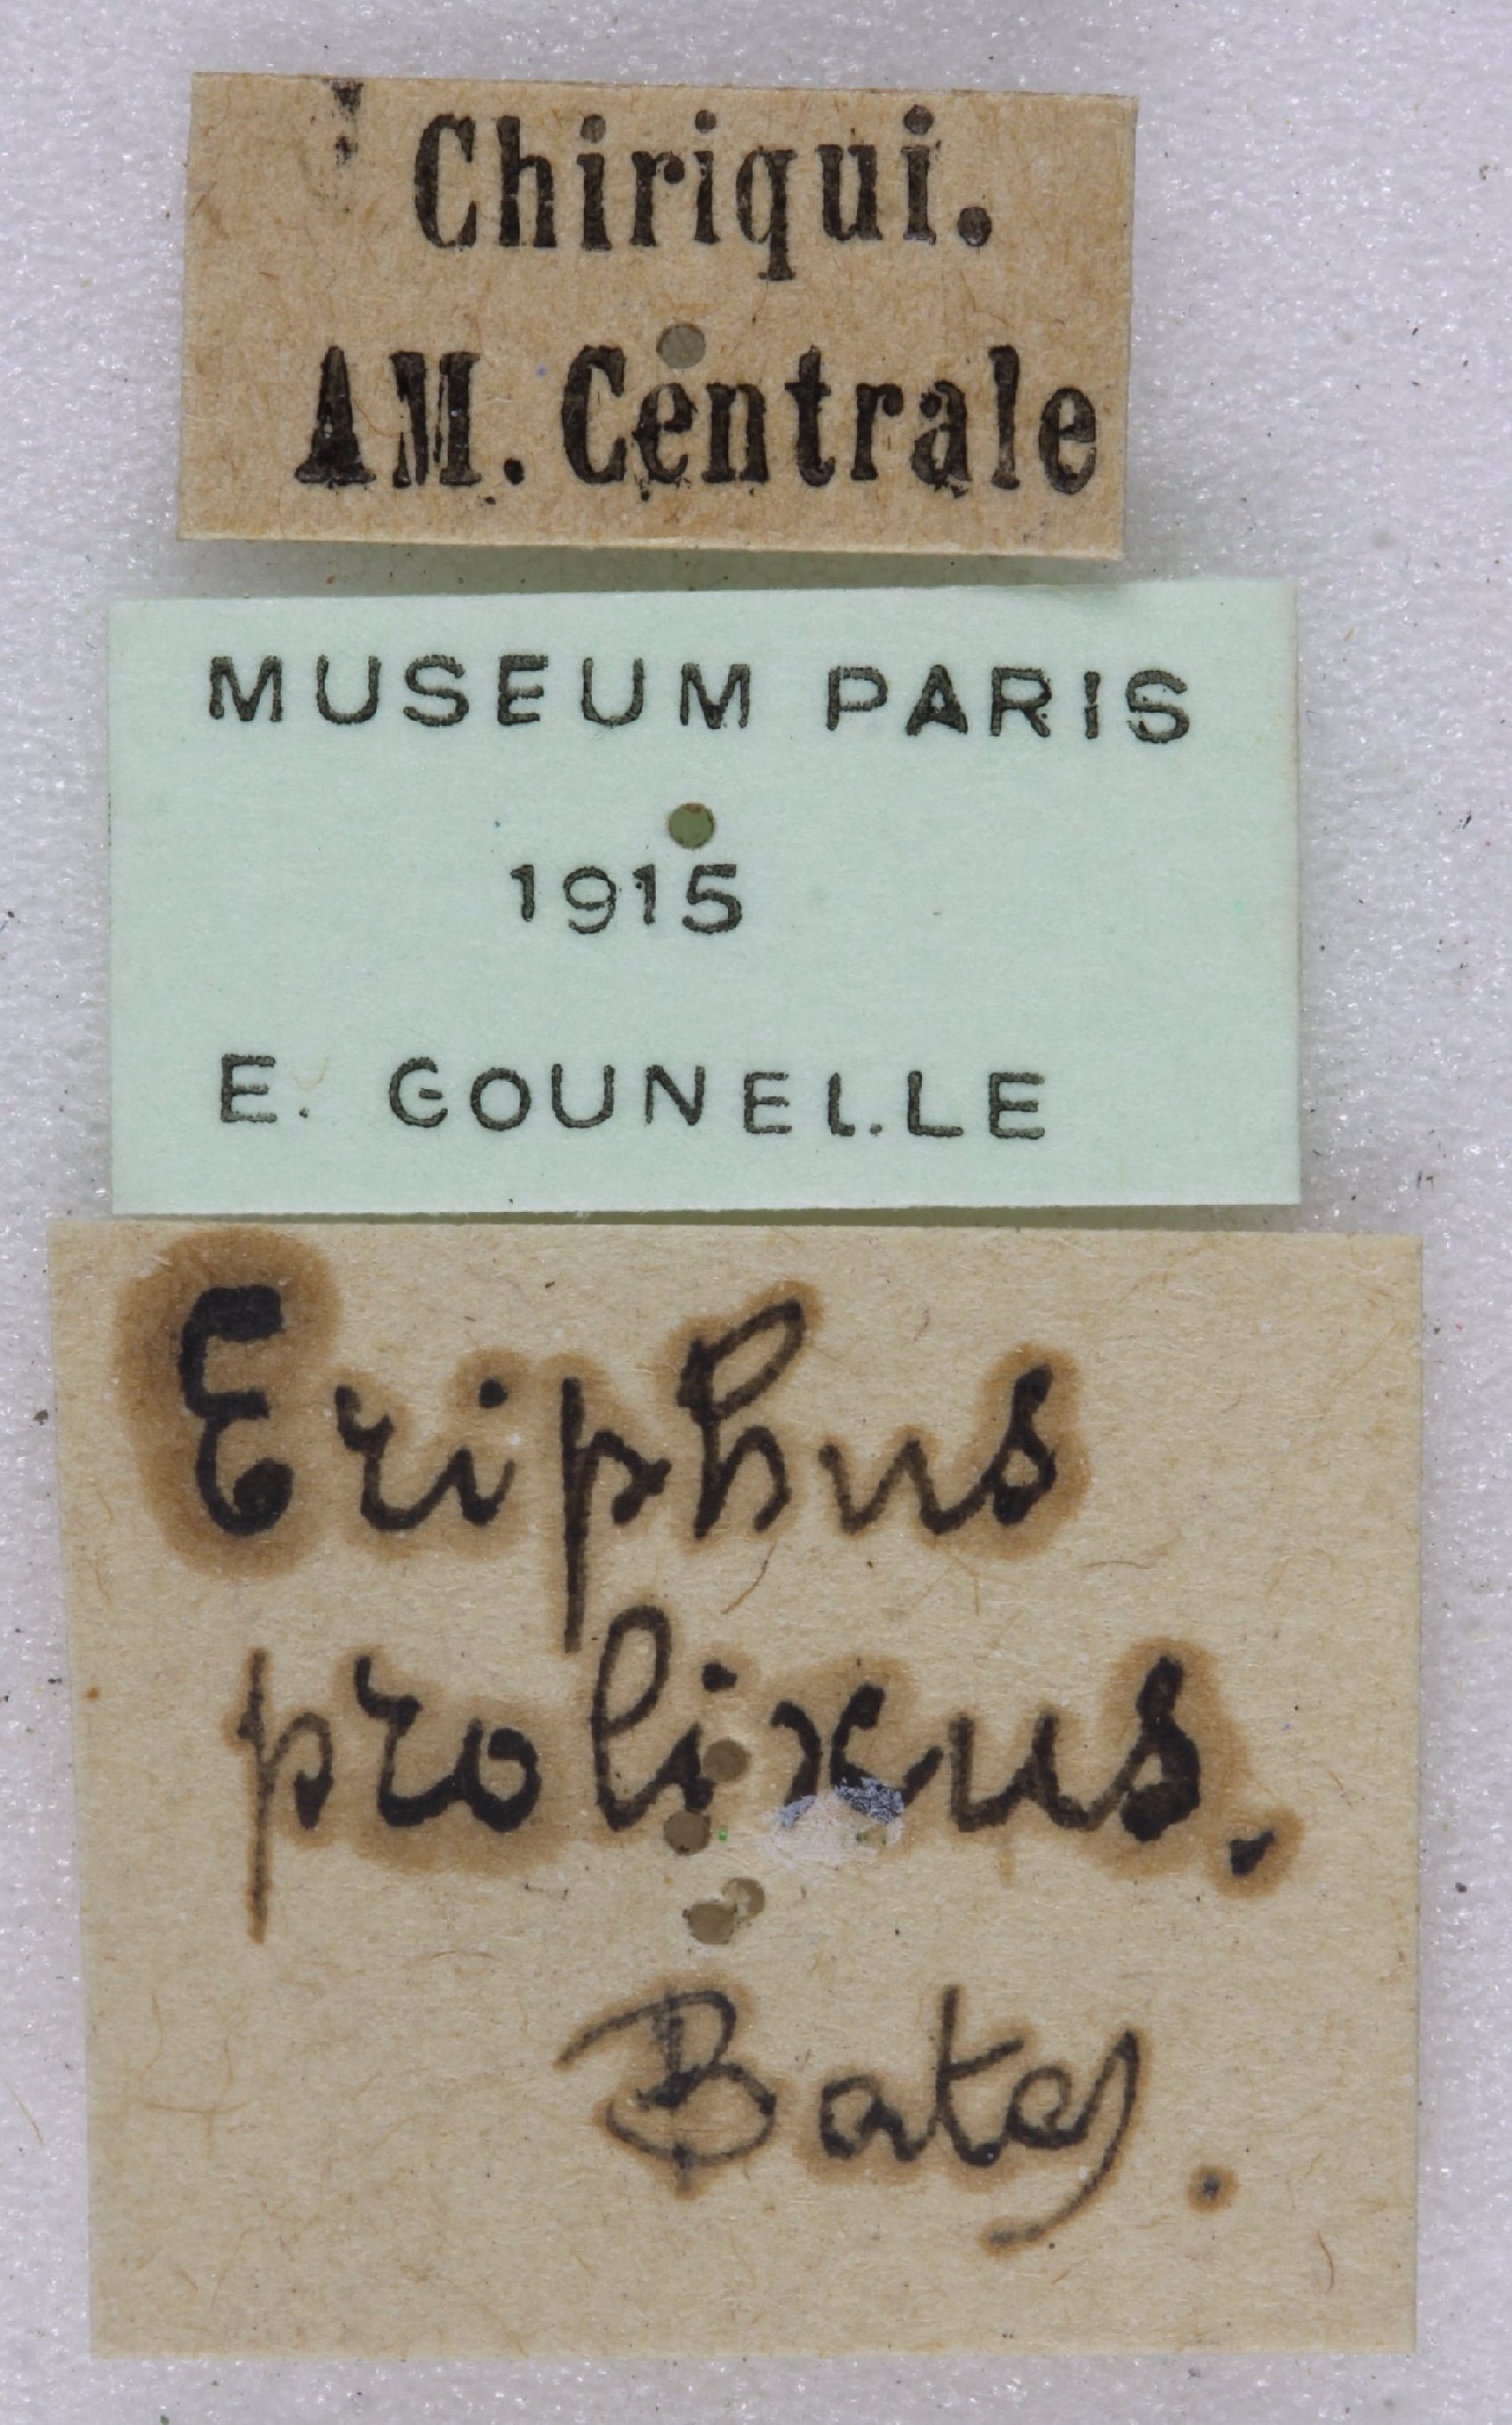 Chiriqui.
AM. Centrale
MUSEUM PARIS
1915
E. GOUNELLE
Eriphus
prolixus.
Bates.